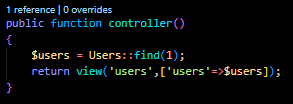 1 reference | 0 overrides
public function controller()
{
    $users = Users::find(1);
    return view('users',['users'=>$users]);
}